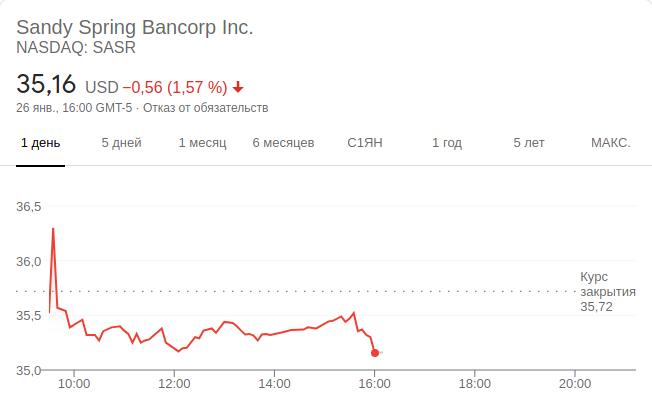 Sandy Spring Bancorp Inc.
NASDAQ: SASR
35,16 USD −0,56 (1,57 %)
26 янв., 16:00 GMT-5 · Отказ от обязательств
1 день 5 дней 1 месяц 6 месяцев С1ЯН 1 год 5 лет МАКС.
36,5
36,0
Курс
закрытия
35,72
35,5
35,0
10:00 12:00 14:00 16:00 18:00 20:00